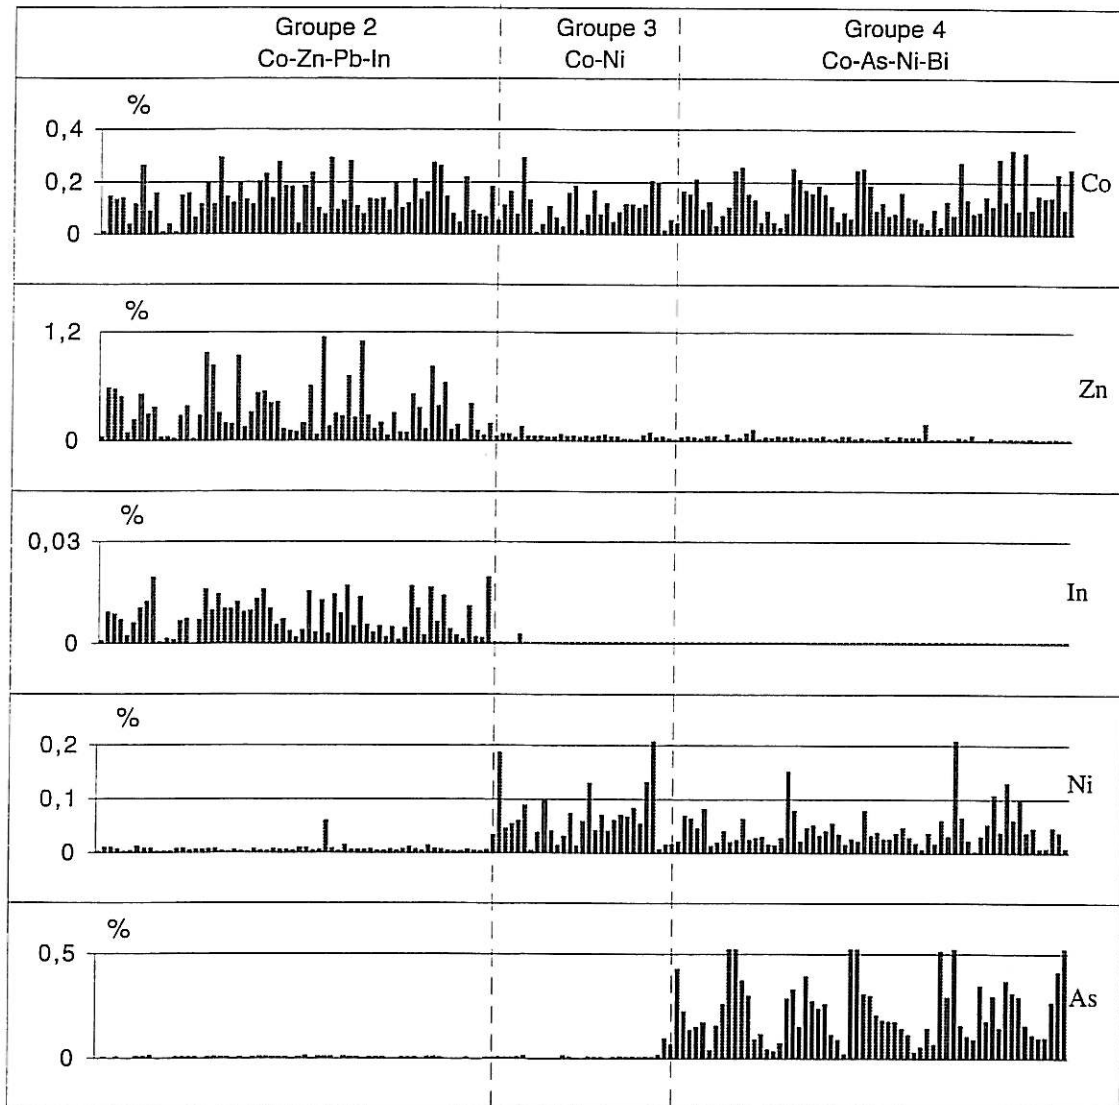 Groupe 2
Co-Zn-Pb-In
Groupe 3
Co-Ni
Groupe 4
Co-As-Ni-Bi
%
0,4
0,2
0
Co
%
1,2
0
Zn
%
0,03
0
In
%
0,2
0,1
0
Ni
%
0,5
0
As